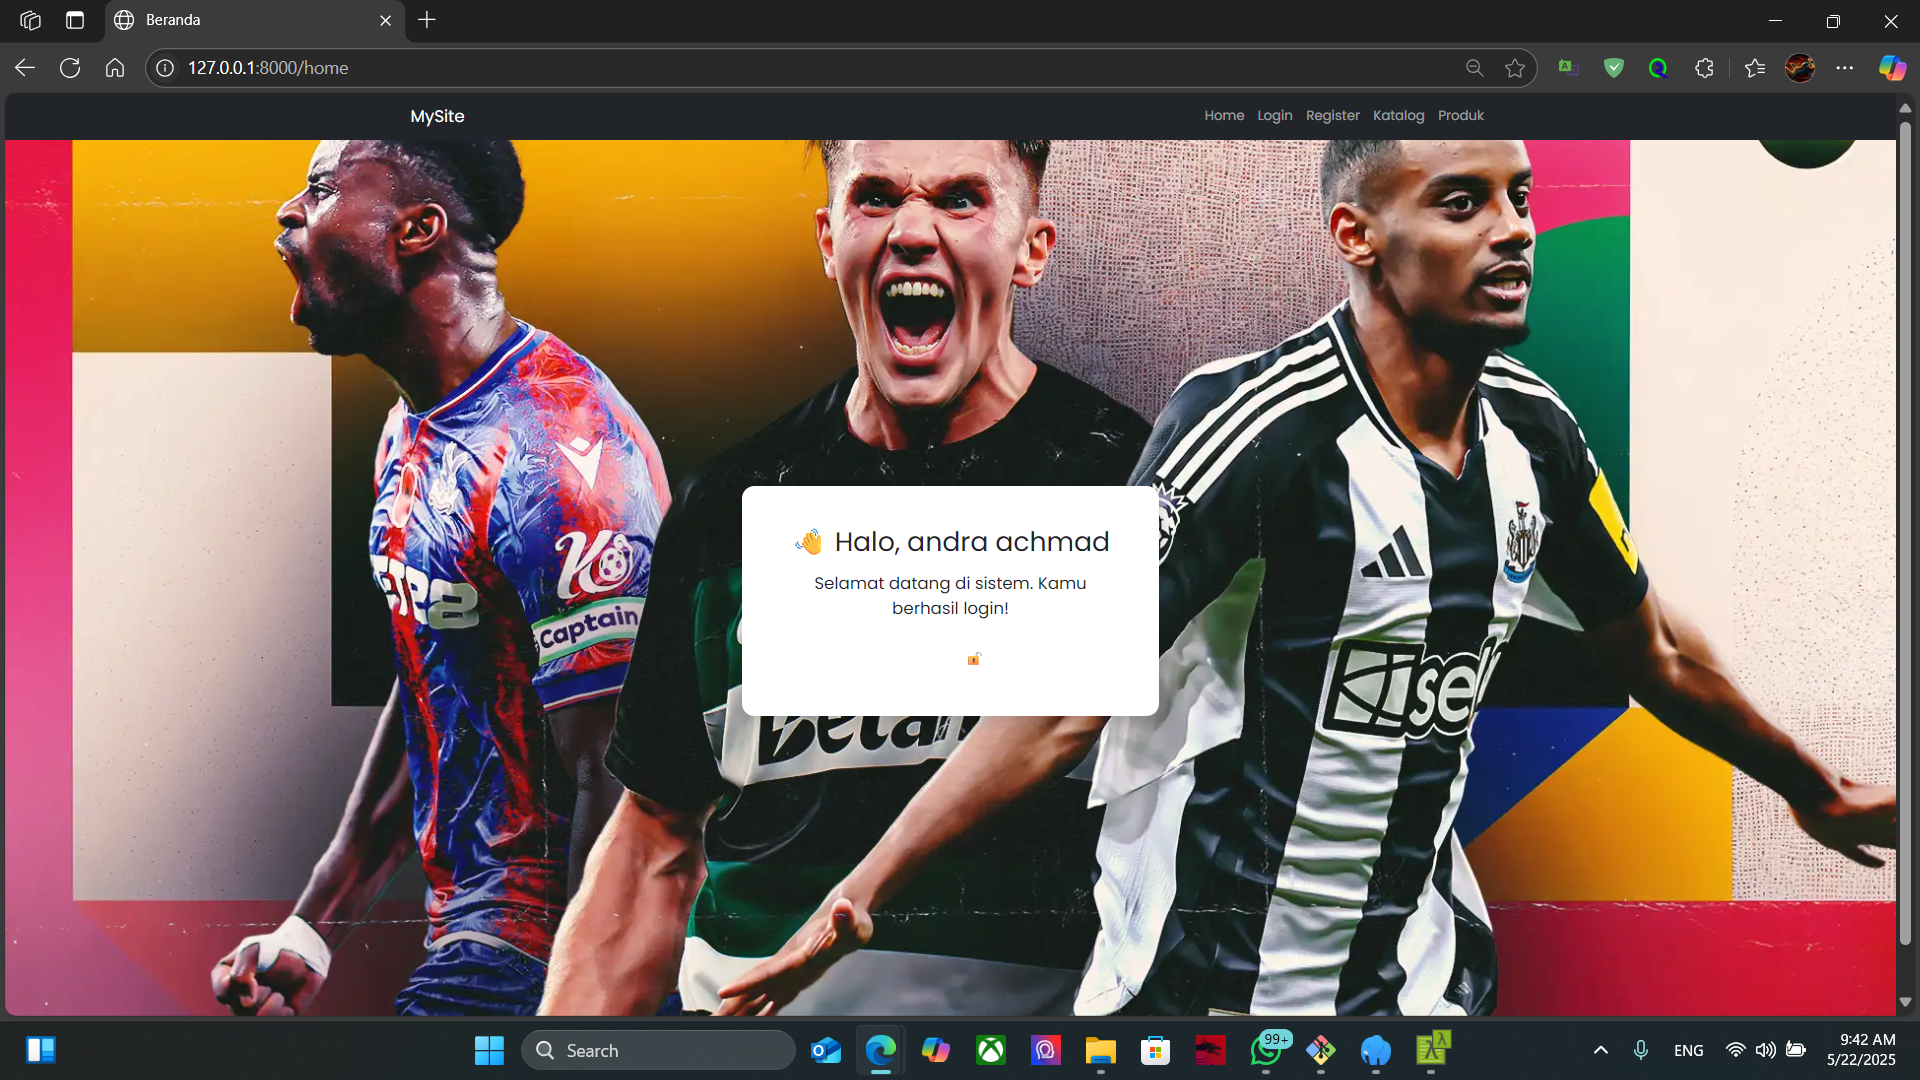 Beranda
127.0.0.1:8000/home
MySite
Home Login Register Katalog Produk
Captain
👋 Halo, andra achmad
Selamat datang di sistem. Kamu
berhasil login!
🔓
Search
99+
ENG
9:42 AM
5/22/2025